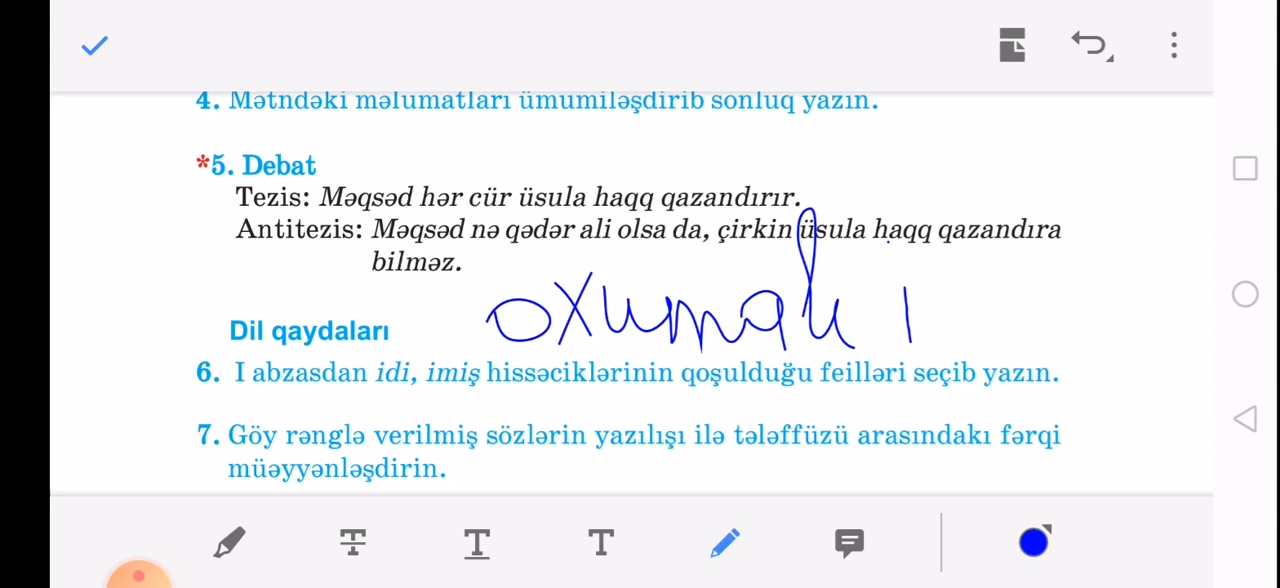 4. Mətndəki məlumatları ümumiləşdirib sonluq yazın.
*5. Debat
Tezis: Məqsəd hər cür üsula haqq qazandırır.
Antitezis: Məqsəd nə qədər ali olsa da, çirkin üsula haqq qazandıra
bilməz.
oxumalı
Dil qaydaları
6. I abzasdan idi, imiş hissəciklərinin qoşulduğu feilləri seçib yazın.
7. Göy rənglə verilmiş sözlərin yazılışı ilə tələffüzü arasındakı fərqi
müəyyənləşdirin.
T T T